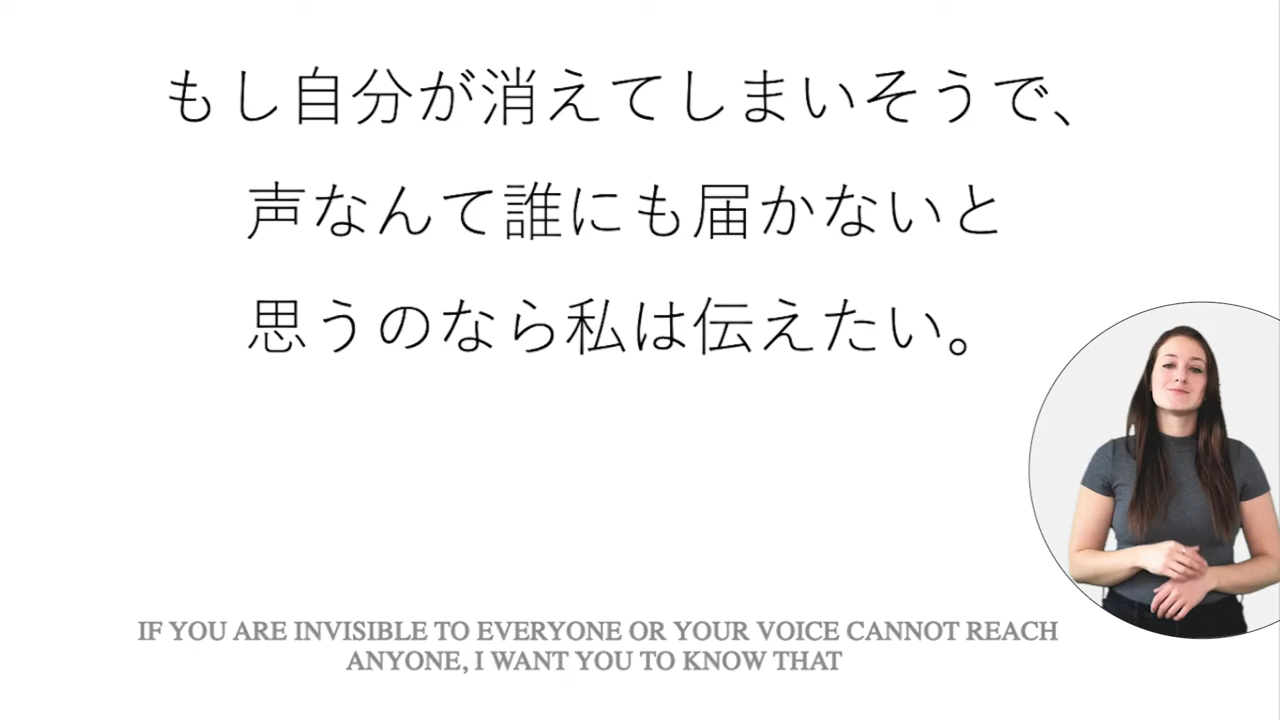 もし自分が消えてしまいそうで、
声なんて誰にも届かないと
思うのなら私は伝えたい。
IF YOU ARE INVISIBLE TO EVERYONE OR YOUR VOICE CANNOT REACH
ANYONE, I WANT YOU TO KNOW THAT